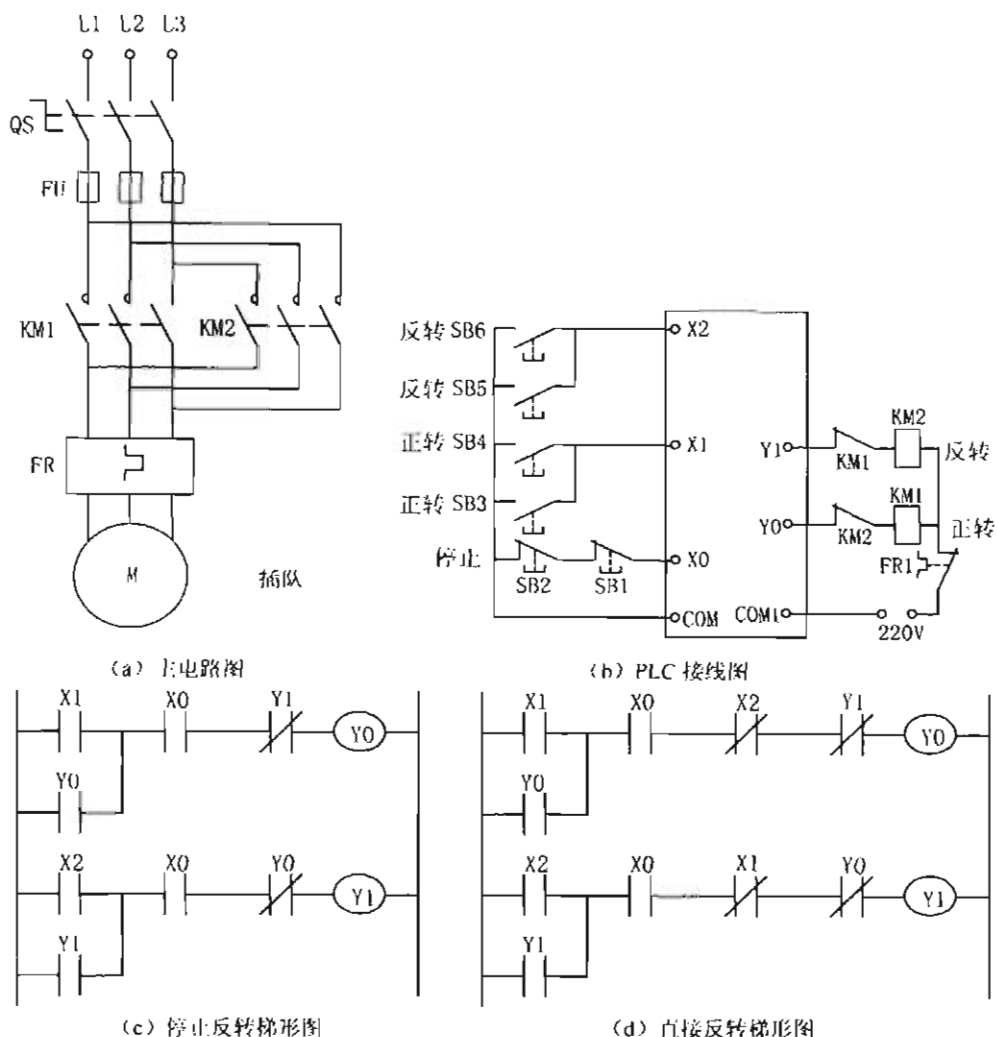 L1 L2 L3
QS
FU
KM1
KM2
FR
M
插队
(a) 主电路图
反转 SB6
X2
反转 SB5
正转 SB4
X1
Y1
KM1
KM2
反转
正转 SB3
Y0
KM2
KM1
正转
停止
SB2
SB1
X0
FR1
COM
COM1
220V
(b) PLC 接线图
X1 X0 Y1
Y0
Y0
X2 X0 Y0
Y1
Y1
(c) 停止反转梯形图
X1 X0 X2 Y1
Y0
Y0
X2 X0 X1 Y0
Y1
Y1
(d) 直接反转梯形图